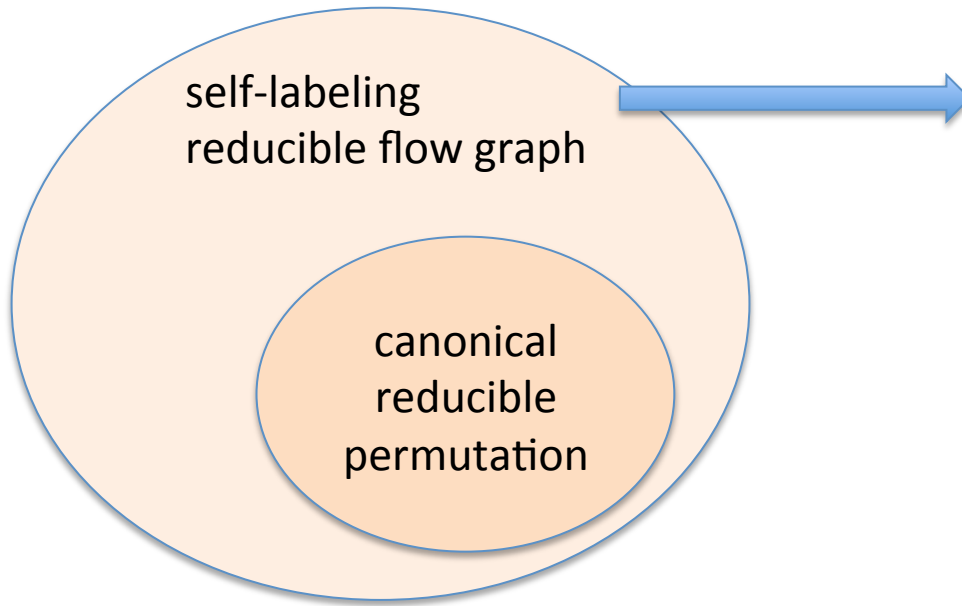 self-labeling
reducible flow graph
canonical
reducible
permutation